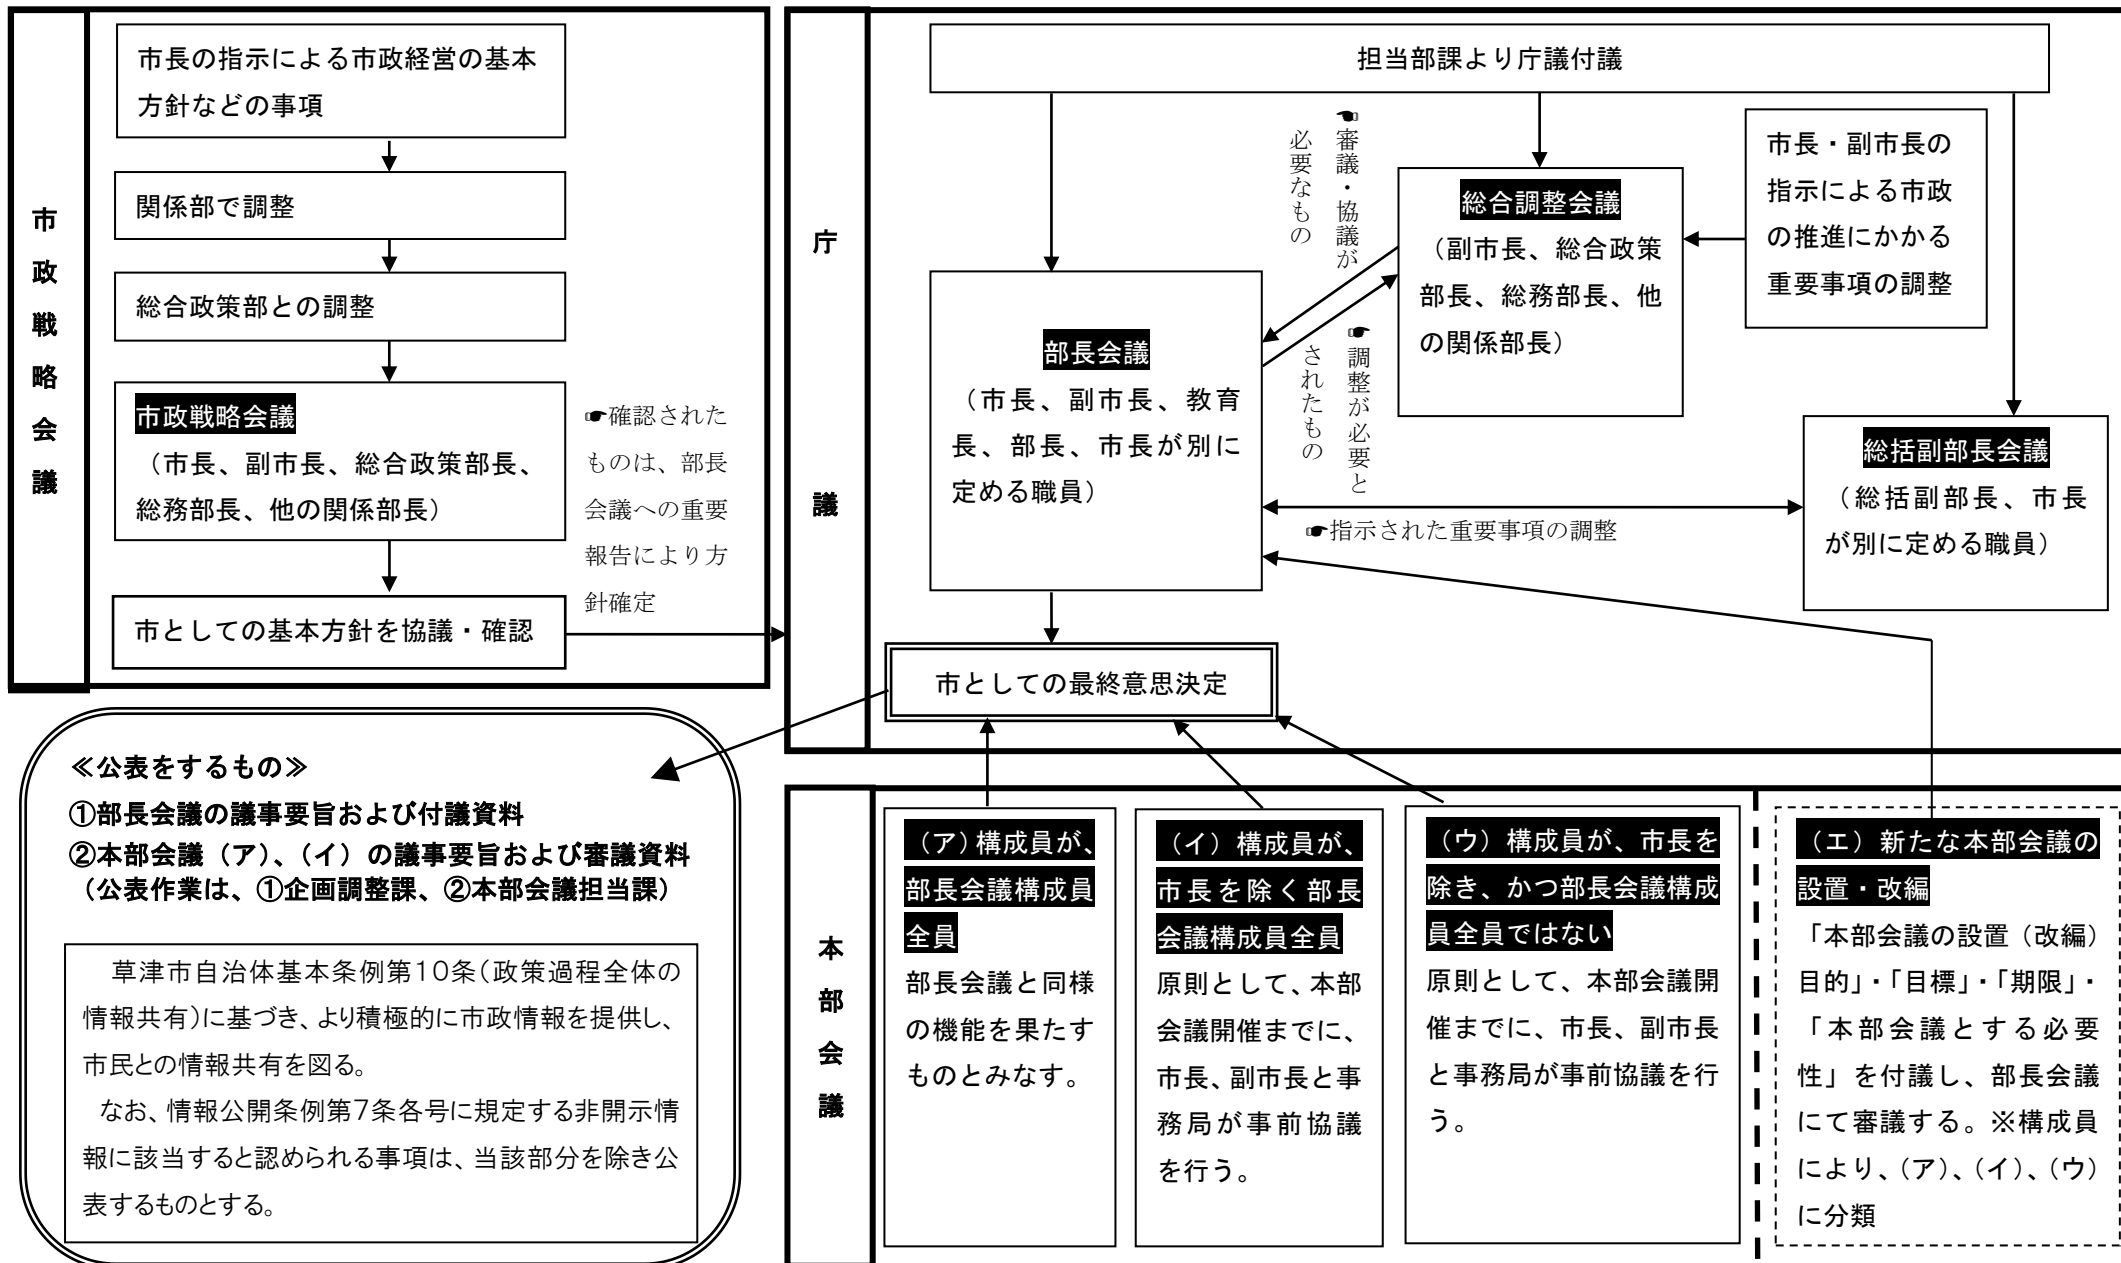 市政戦略会議
市長の指示による市政経営の基本
方針などの事項
関係部で調整
総合政策部との調整
市政戦略会議
（市長、副市長、総合政策部長、
総務部長、他の関係部長）
市としての基本方針を協議・確認
☛確認された
ものは、部長
会議への重要
報告により方
針確定
庁議
担当部課より庁議付議
☚審議・協議が
必要なもの
総合調整会議
（副市長、総合政策
部長、総務部長、他
の関係部長）
市長・副市長の
指示による市政
の推進にかかる
重要事項の調整
部長会議
（市長、副市長、教育
長、部長、市長が別に
定める職員）
☛調整が必要と
されたもの
総括副部長会議
（総括副部長、市長
が別に定める職員）
☛指示された重要事項の調整
市としての最終意思決定
≪公表をするもの≫
①部長会議の議事要旨および付議資料
②本部会議（ア）、（イ）の議事要旨および審議資料
（公表作業は、①企画調整課、②本部会議担当課）
草津市自治体基本条例第10条（政策過程全体の
情報共有）に基づき、より積極的に市政情報を提供し、
市民との情報共有を図る。
なお、情報公開条例第7条各号に規定する非開示情
報に該当すると認められる事項は、当該部分を除き公
表するものとする。
本部会議
（ア）構成員が、
部長会議構成員
全員
部長会議と同様
の機能を果たす
ものとみなす。
（イ）構成員が、
市長を除く部長
会議構成員全員
原則として、本部
会議開催までに、
市長、副市長と事
務局が事前協議
を行う。
（ウ）構成員が、市長を
除き、かつ部長会議構成
員全員ではない
原則として、本部会議開
催までに、市長、副市長
と事務局が事前協議を行
う。
（エ）新たな本部会議の
設置・改編
「本部会議の設置（改編）
目的」・「目標」・「期限」・
「本部会議とする必要
性」を付議し、部長会議
にて審議する。※構成員
により、（ア）、（イ）、（ウ）
に分類